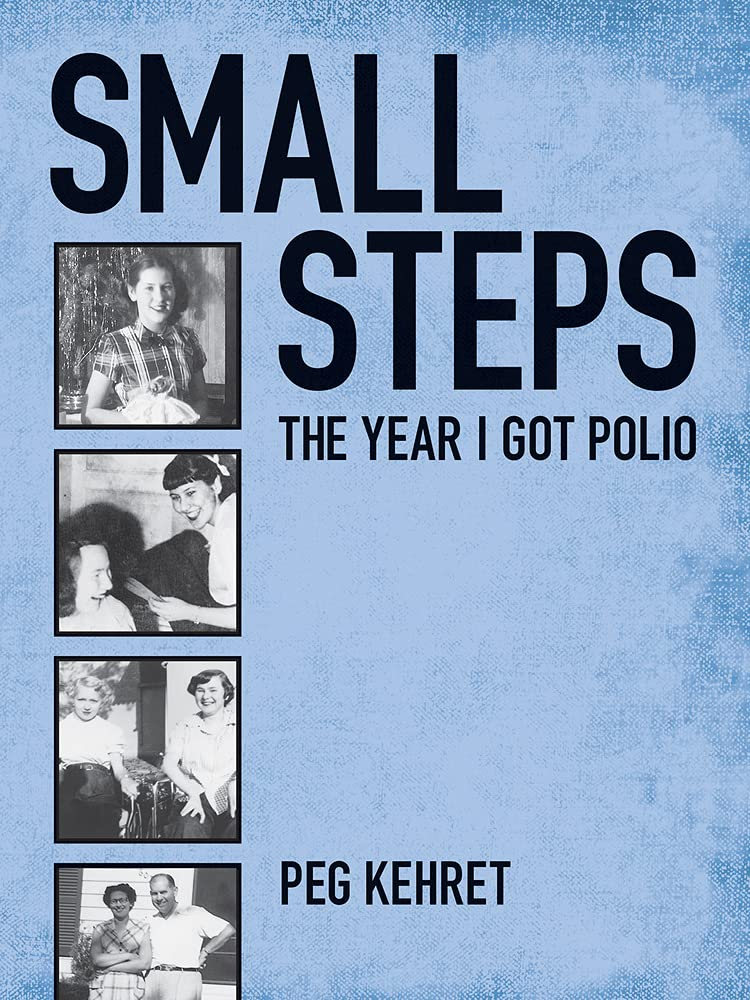 SMALL
STEPS
THE YEAR I GOT POLIO
PEG KEHRET